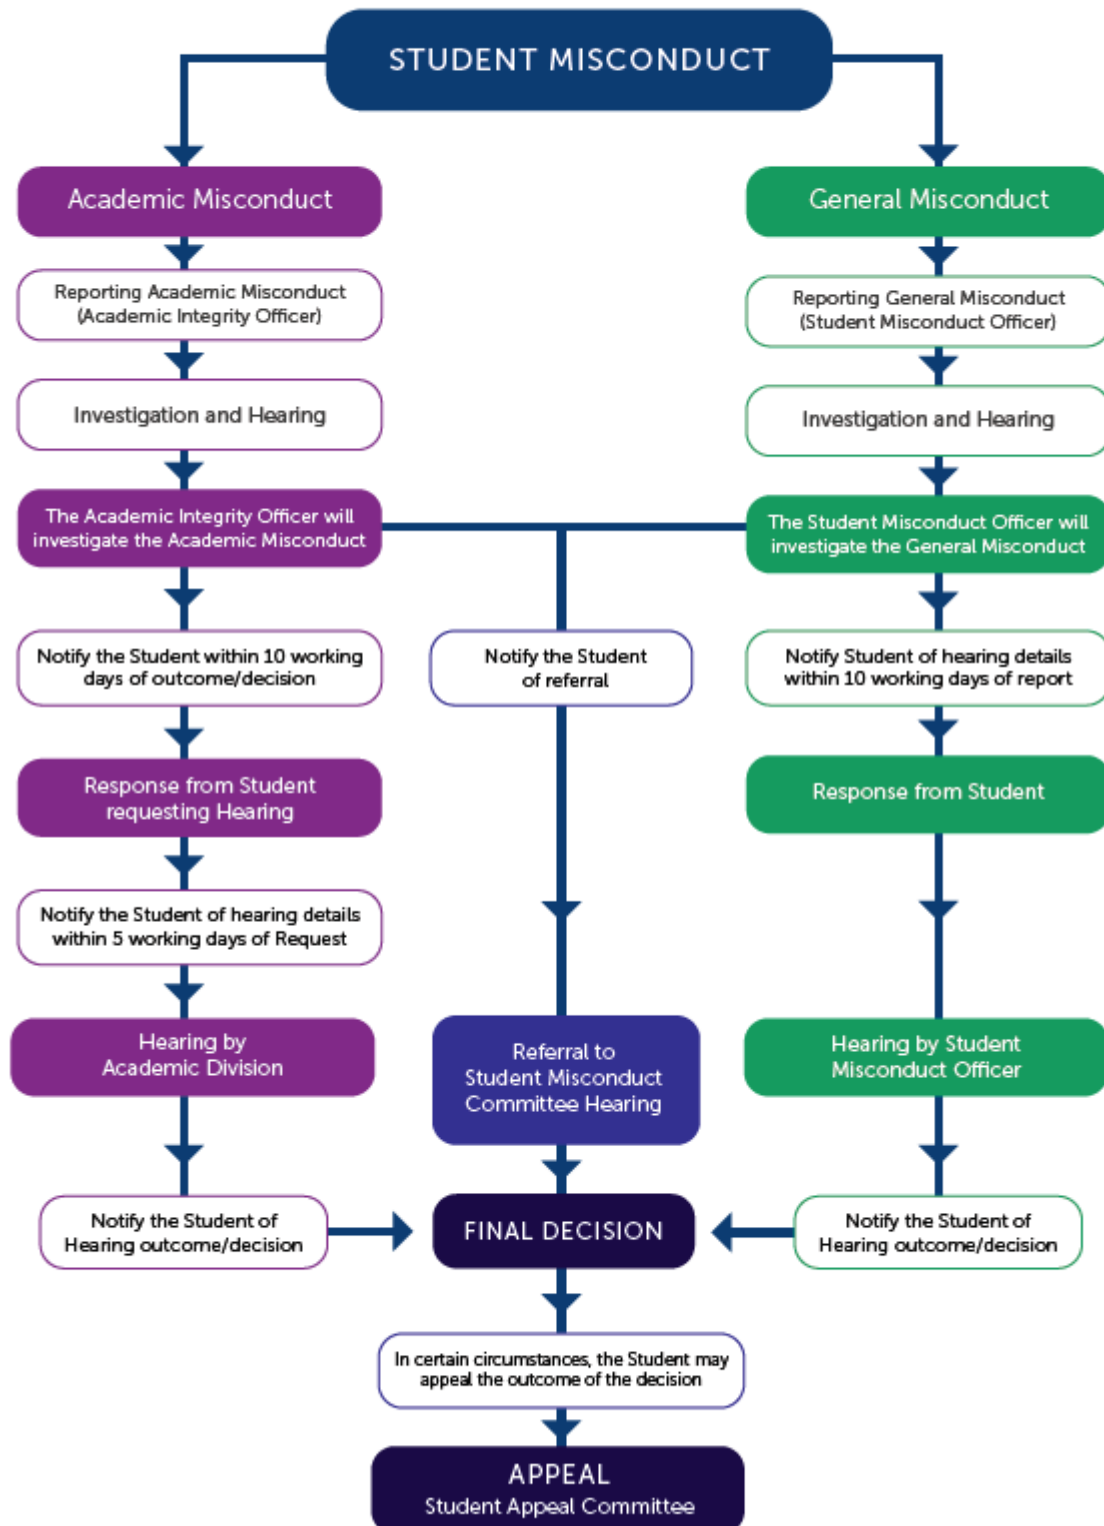 STUDENT MISCONDUCT
Academic Misconduct
General Misconduct
Reporting Academic Misconduct
(Academic Integrity Officer)
Reporting General Misconduct
(Student Misconduct Officer)
Investigation and Hearing
Investigation and Hearing
The Academic Integrity Officer will
investigate the Academic Misconduct
The Student Misconduct Officer will
investigate the General Misconduct
Notify the Student within 10 working
days of outcome/decision
Notify the Student
of referral
Notify Student of hearing details
within 10 working days of report
Response from Student
requesting Hearing
Response from Student
Notify the Student of hearing details
within 5 working days of Request
Hearing by
Academic Division
Referral to
Student Misconduct
Committee Hearing
Hearing by Student
Misconduct Officer
Notify the Student of
Hearing outcome/decision
FINAL DECISION
Notify the Student of
Hearing outcome/decision
In certain circumstances, the Student may
appeal the outcome of the decision
APPEAL
Student Appeal Committee